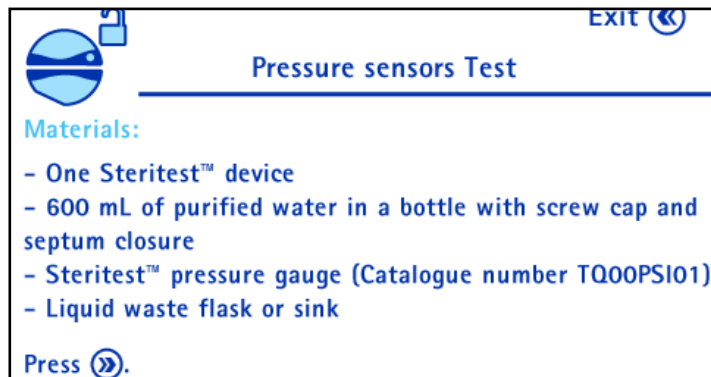 Exit
Pressure sensors Test
Materials:
- One Steritest™ device
- 600 mL of purified water in a bottle with screw cap and
septum closure
- Steritest™ pressure gauge (Catalogue number TQ00PSI01)
- Liquid waste flask or sink
Press ».